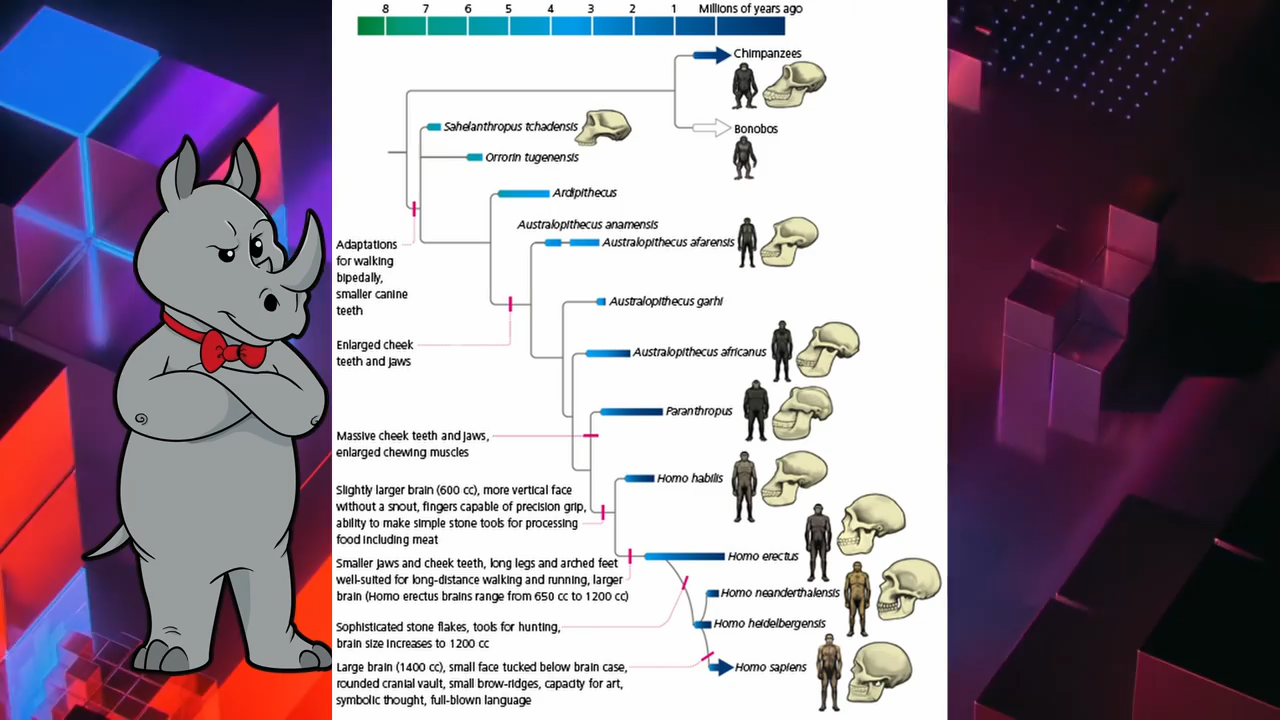 8 7 6 5 4 3 2 1 Millions of years ago
Chimpanzees
Sahelanthropus tchadensis
Bonobos
Orrorin tugenensis
Ardipithecus
Australopithecus anamensis
Australopithecus afarensis
Adaptations
for walking
bipedally,
smaller canine
teeth
Australopithecus garhi
Enlarged cheek
teeth and jaws
Australopithecus africanus
Paranthropus
Massive cheek teeth and jaws,
enlarged chewing muscles
Homo habilis
Slightly larger brain (600 cc), more vertical face
without a snout, fingers capable of precision grip,
ability to make simple stone tools for processing
food including meat
Homo erectus
Smaller jaws and cheek teeth, long legs and arched feet
well-suited for long-distance walking and running, larger
brain (Homo erectus brains range from 650 cc to 1200 cc)
Homo neanderthalensis
Homo heidelbergensis
Sophisticated stone flakes, tools for hunting,
brain size increases to 1200 cc
Homo sapiens
Large brain (1400 cc), small face tucked below brain case,
rounded cranial vault, small brow-ridges, capacity for art,
symbolic thought, full-blown language